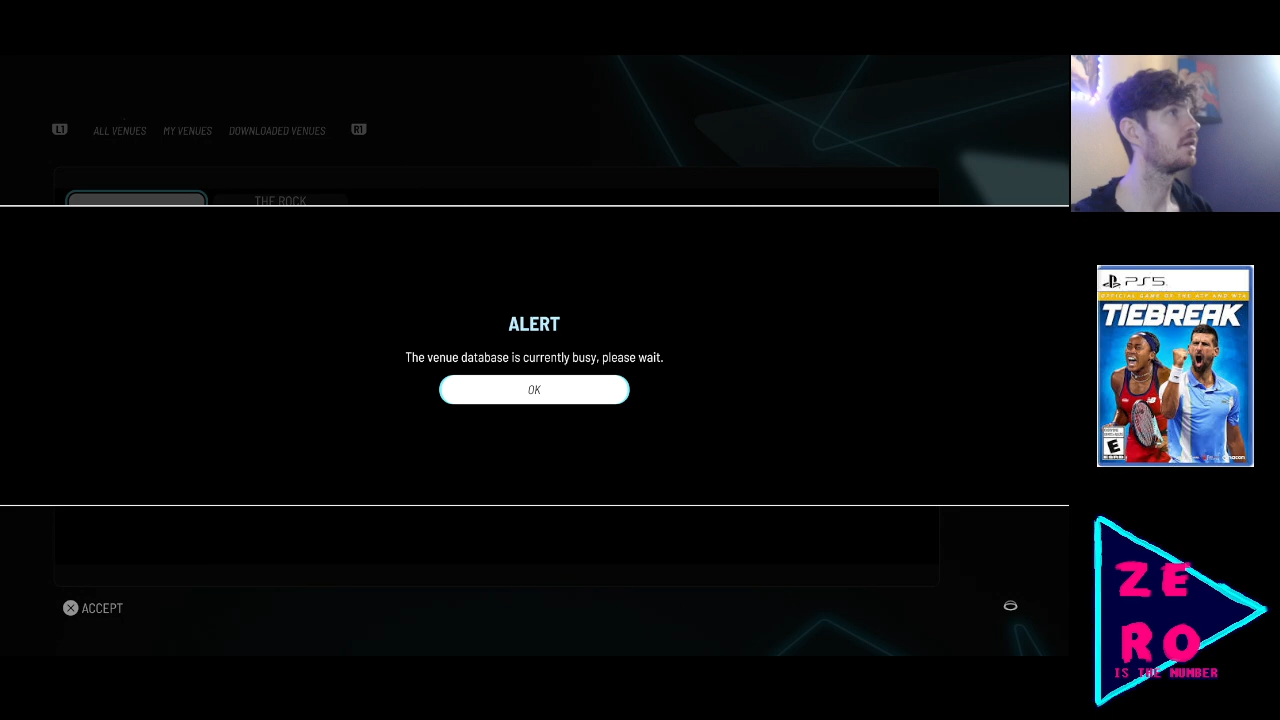 L1 ALL VENUES MY VENUES DOWNLOADED VENUES R1
THE ROCK
ALERT
The venue database is currently busy, please wait.
OK
ACCEPT
PS5
OFFICIAL GAME OF THE ATP AND WTA
TIEBREAK
E
nacon
ZE
RO
IS THE NUMBER